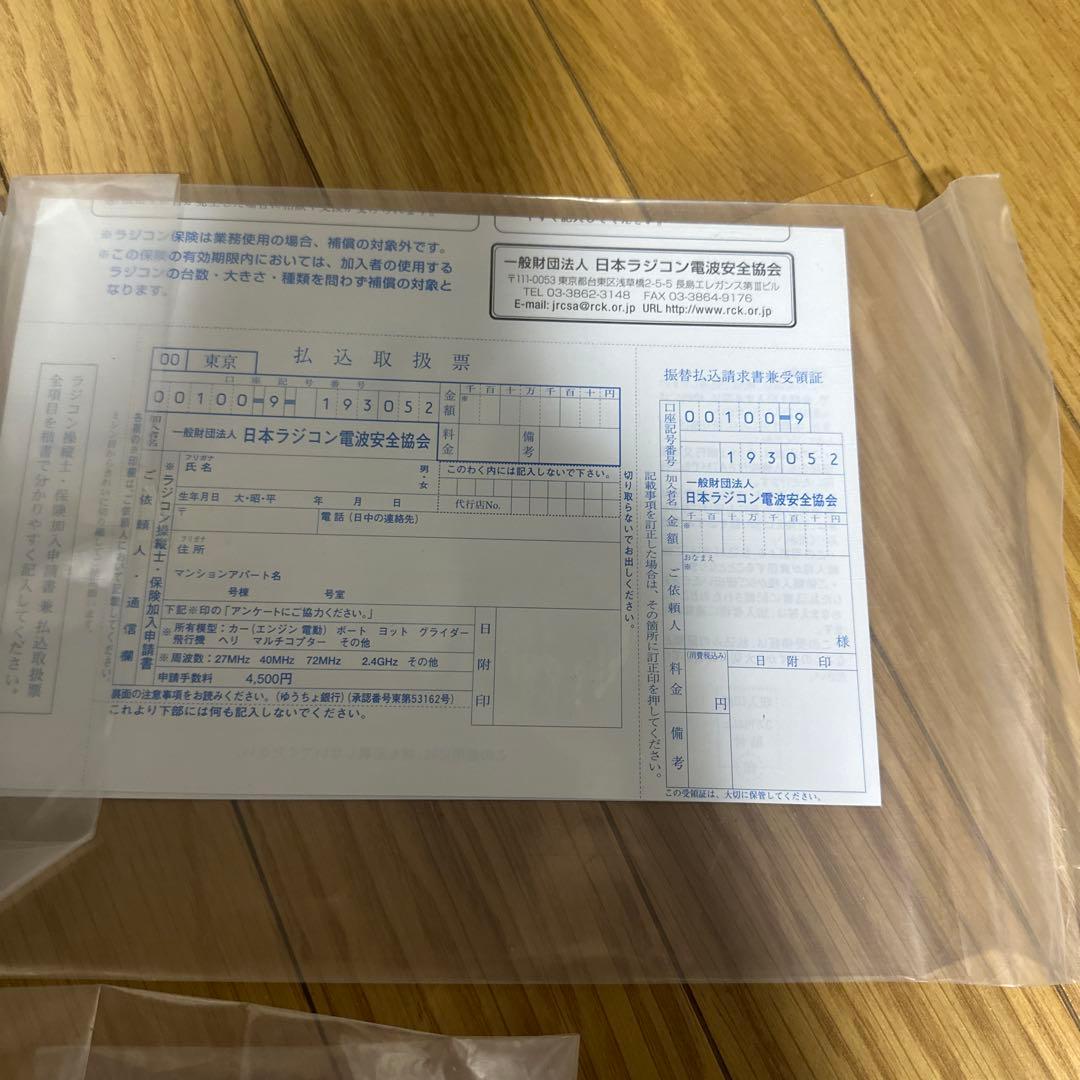 ※ラジコン保険は業務使用の場合、補償の対象外です。
※この保険の有効期限内においては、加入者の使用する
ラジコンの台数・大きさ・種類を問わず補償の対象と
なります。
すぐ記入してください。
一般財団法人 日本ラジコン電波安全協会
〒111-0053 東京都台東区浅草橋2-5-5 長島エレガンス第Ⅲビル
TEL 03-3862-3148 FAX 03-3864-9176
E-mail: jrcsa@rck.or.jp URL http://www.rck.or.jp
ラジコン操縦士・保険加入申請書 兼 払込取扱票
全項目を楷書で分かりやすく記入してください。
00 東京 払込取扱票
口座記号番号
00100-9- 193052
金額 千百十万千百十円
※
加入者名 一般財団法人 日本ラジコン電波安全協会
料金 備考
ご依頼人・通信欄
※ラジコン操縦士・保険加入申請書
フリガナ
氏名 男・女
このわく内には記入しないで下さい。
代行店No.
生年月日 大・昭・平 年 月 日
〒 電話（日中の連絡先）
フリガナ
住所
マンションアパート名
号棟 号室
下記※印の「アンケートにご協力ください。」
※所有模型：カー(エンジン 電動) ボート ヨット グライダー
飛行機 ヘリ マルチコプター その他
※周波数：27MHz 40MHz 72MHz 2.4GHz その他
申請手数料 4,500円
裏面の注意事項をお読みください。（ゆうちょ銀行）（承認番号東第53162号）
これより下部には何も記入しないでください。
日附印
切り取らないでお出しください。
記載事項を訂正した場合は、その箇所に訂正印を押してください。
振替払込請求書兼受領証
口座記号番号
00100-9
193052
加入者名
一般財団法人
日本ラジコン電波安全協会
金額 千百十万千百十円
※
ご依頼人
おなまえ
※
様
料金
(消費税込み)
円
日附印
備考
この受領証は、大切に保管してください。